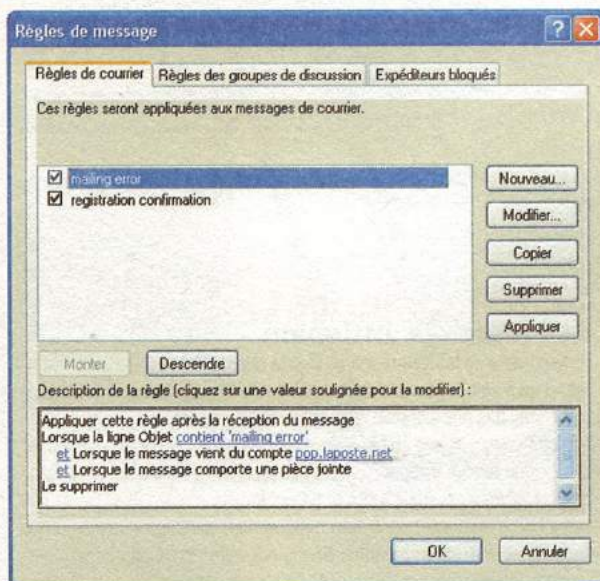 Règles de message
Règles de courrier Règles des groupes de discussion Expéditeurs bloqués
Ces règles seront appliquées aux messages de courrier.
mailing error
registration confirmation
Nouveau...
Modifier...
Copier
Supprimer
Appliquer
Monter Descendre
Description de la règle (cliquez sur une valeur soulignée pour la modifier) :
Appliquer cette règle après la réception du message
Lorsque la ligne Objet contient 'mailing error'
et Lorsque le message vient du compte pop.laposte.net
et Lorsque le message comporte une pièce jointe
Le supprimer
OK Annuler